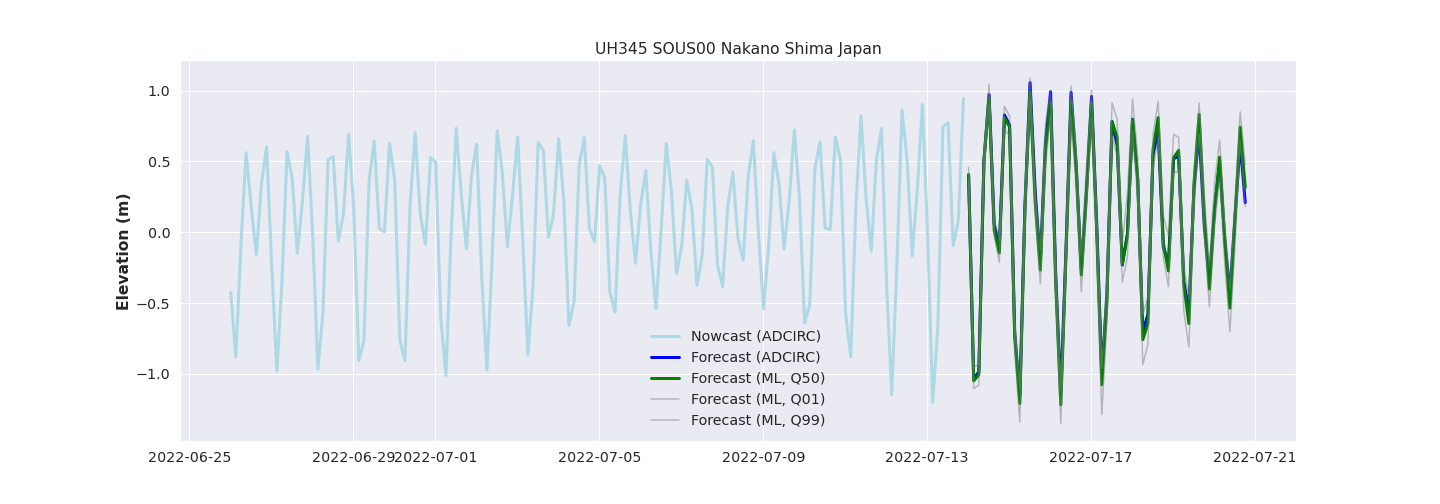 UH345 SOUS00 Nakano Shima Japan
Elevation (m)
1.0
0.5
0.0
−0.5
−1.0
Nowcast (ADCIRC)
Forecast (ADCIRC)
Forecast (ML, Q50)
Forecast (ML, Q01)
Forecast (ML, Q99)
2022-06-25 2022-06-29 2022-07-01 2022-07-05 2022-07-09 2022-07-13 2022-07-17 2022-07-21